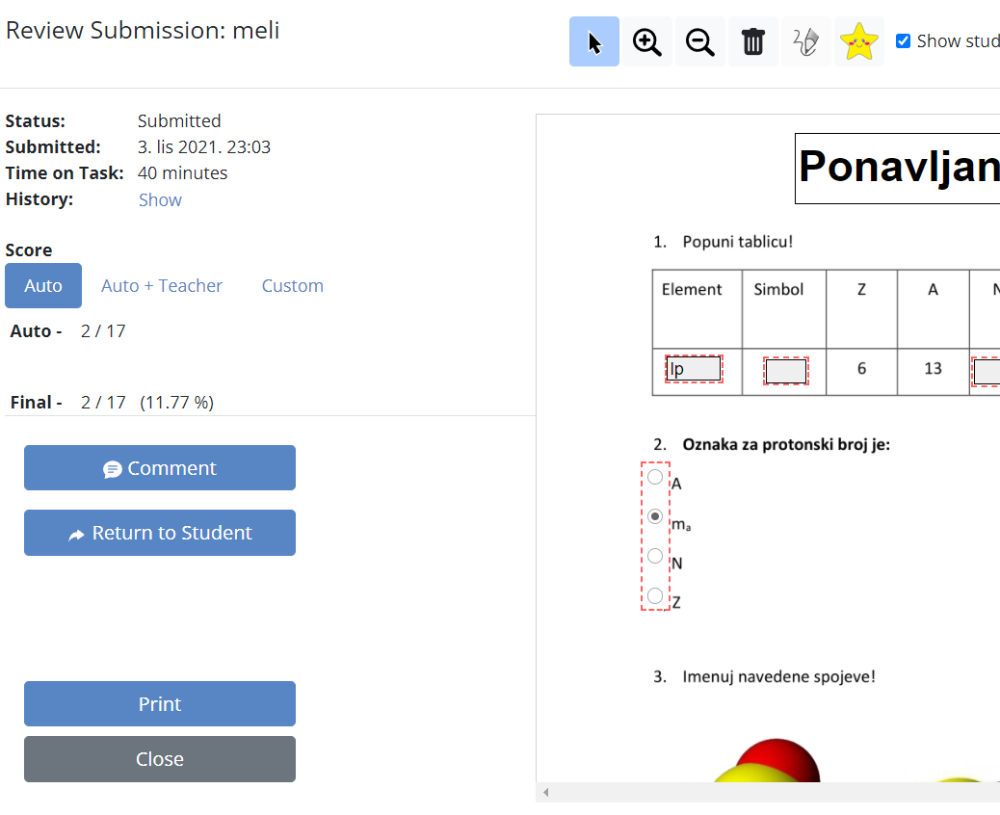 Review Submission: meli
Show stud
Status: Submitted
Submitted: 3. lis 2021. 23:03
Time on Task: 40 minutes
History: Show
Score
Auto Auto + Teacher Custom
Auto - 2 / 17
Final - 2 / 17 (11.77 %)
Comment
Return to Student
Print
Close
Ponavljan
1. Popuni tablicu!
Element Simbol Z A N
lp 6 13
2. Oznaka za protonski broj je:
A
mₐ
N
Z
3. Imenuj navedene spojeve!